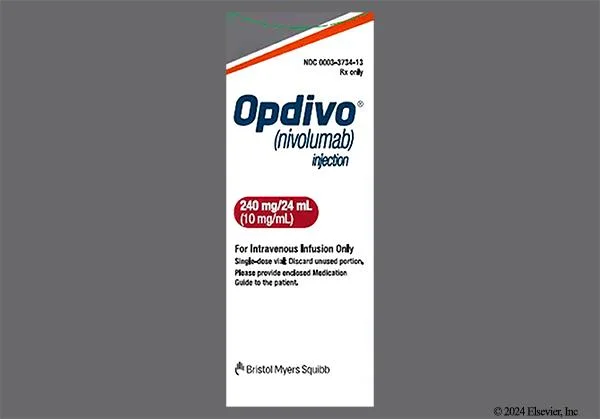 NDC 0003-3734-13
Rx only
Opdivo®
(nivolumab)
injection
240 mg/24 mL
(10 mg/mL)
For Intravenous Infusion Only
Single-dose vial; Discard unused portion.
Please provide enclosed Medication
Guide to the patient.
Bristol Myers Squibb
© 2024 Elsevier, Inc